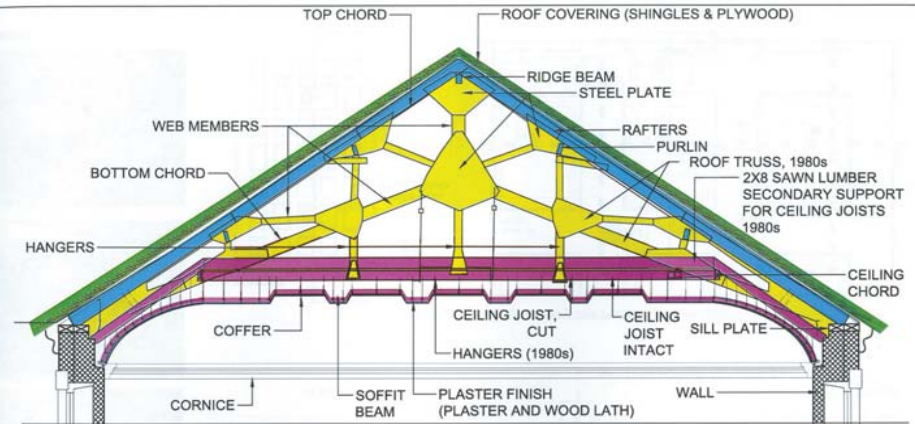 TOP CHORD
ROOF COVERING (SHINGLES & PLYWOOD)
RIDGE BEAM
STEEL PLATE
WEB MEMBERS
RAFTERS
PURLIN
BOTTOM CHORD
ROOF TRUSS, 1980s
2X8 SAWN LUMBER
SECONDARY SUPPORT
FOR CEILING JOISTS
1980s
HANGERS
CEILING
CHORD
COFFER
CEILING JOIST,
CUT
CEILING
JOIST
INTACT
SILL PLATE
HANGERS (1980s)
CORNICE
SOFFIT
BEAM
PLASTER FINISH
(PLASTER AND WOOD LATH)
WALL